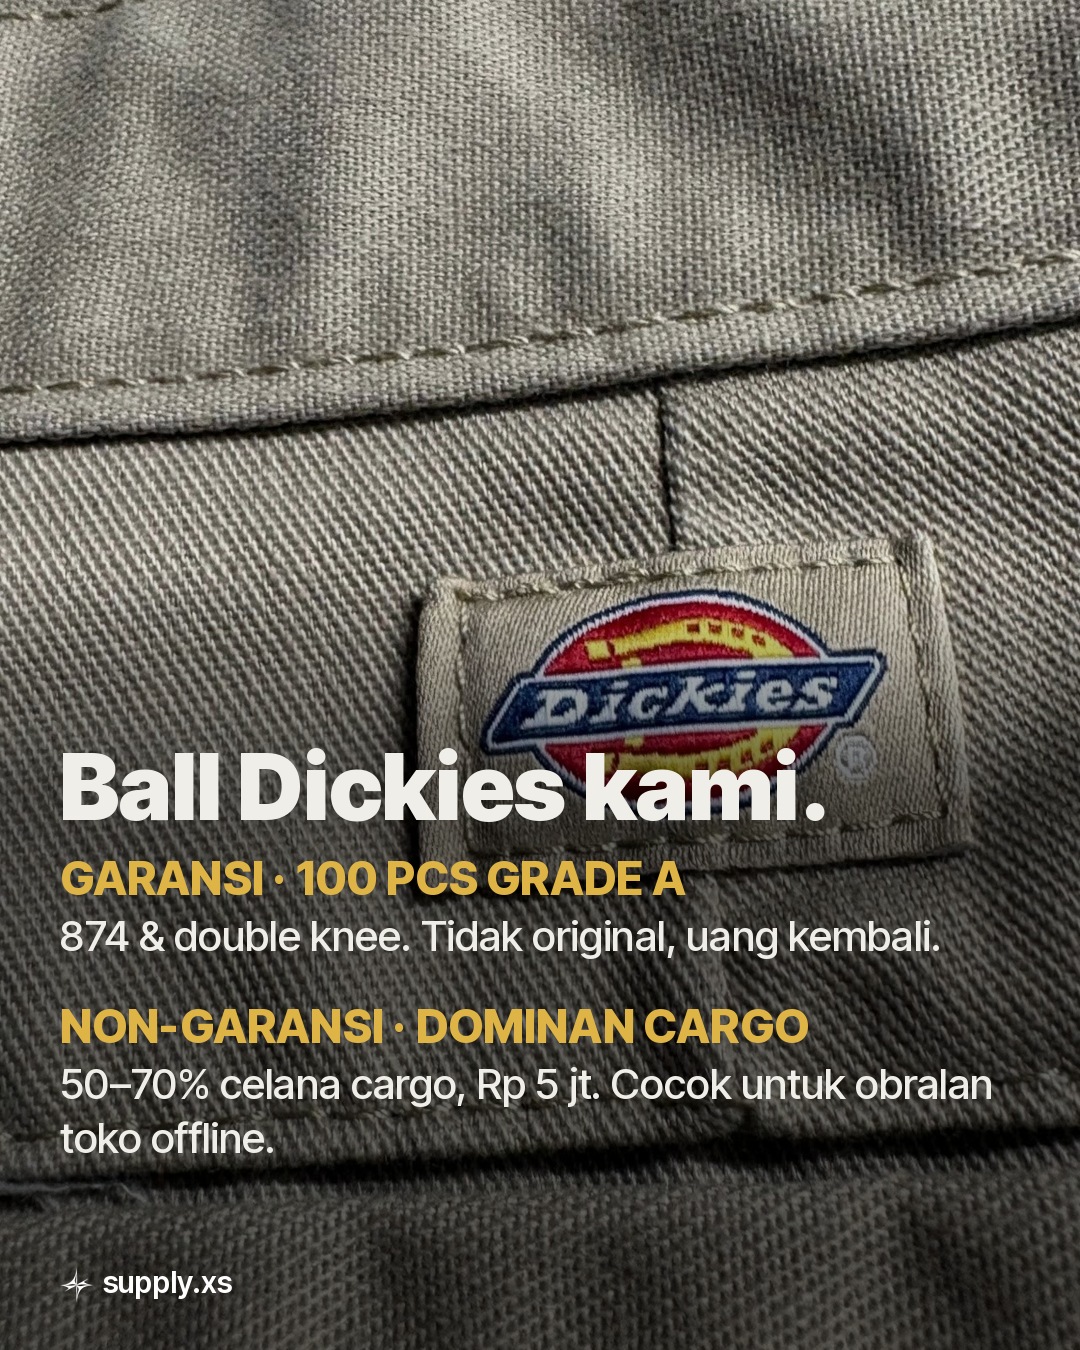 Dickies
®
Ball Dickies kami.
GARANSI · 100 PCS GRADE A
874 & double knee. Tidak original, uang kembali.
NON-GARANSI · DOMINAN CARGO
50–70% celana cargo, Rp 5 jt. Cocok untuk obralan
toko offline.
supply.xs